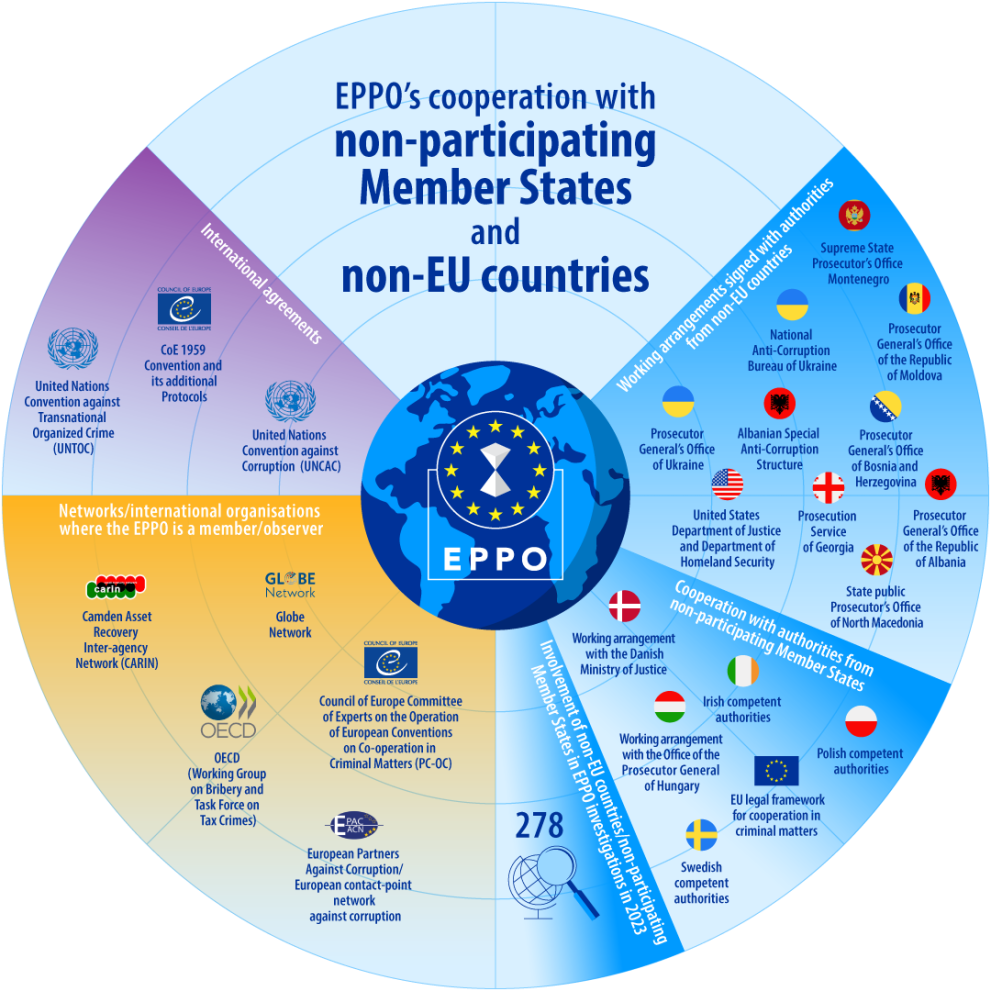 EPPO's cooperation with
non-participating
Member States
and
non-EU countries
International agreements
COUNCIL OF EUROPE
CONSEIL DE L'EUROPE
CoE 1959
Convention and
its additional
Protocols
United Nations
Convention against
Transnational
Organized Crime
(UNTOC)
United Nations
Convention against
Corruption (UNCAC)
Working arrangements signed with authorities
from non-EU countries
Supreme State
Prosecutor's Office
Montenegro
National
Anti-Corruption
Bureau of Ukraine
Prosecutor
General's Office
of the Republic
of Moldova
Prosecutor
General's Office
of Ukraine
Albanian Special
Anti-Corruption
Structure
Prosecutor
General's Office
of Bosnia and
Herzegovina
United States
Department of Justice
and Department of
Homeland Security
Prosecution
Service
of Georgia
Prosecutor
General's Office
of the Republic
of Albania
State public
Prosecutor's Office
of North Macedonia
EPPO
Networks/international organisations
where the EPPO is a member/observer
carin
Camden Asset
Recovery
Inter-agency
Network (CARIN)
GLOBE
Network
Globe
Network
COUNCIL OF EUROPE
CONSEIL DE L'EUROPE
Council of Europe Committee
of Experts on the Operation
of European Conventions
on Co-operation in
Criminal Matters (PC-OC)
OECD
OECD
(Working Group
on Bribery and
Task Force on
Tax Crimes)
EPAC
EACN
European Partners
Against Corruption/
European contact-point
network
against corruption
Involvement of non-EU countries/non-participating
Member States in EPPO investigations in 2023
278
Cooperation with authorities from
non-participating Member States
Working arrangement
with the Danish
Ministry of Justice
Irish competent
authorities
Working arrangement
with the Office of the
Prosecutor General
of Hungary
Polish competent
authorities
EU legal framework
for cooperation in
criminal matters
Swedish
competent
authorities